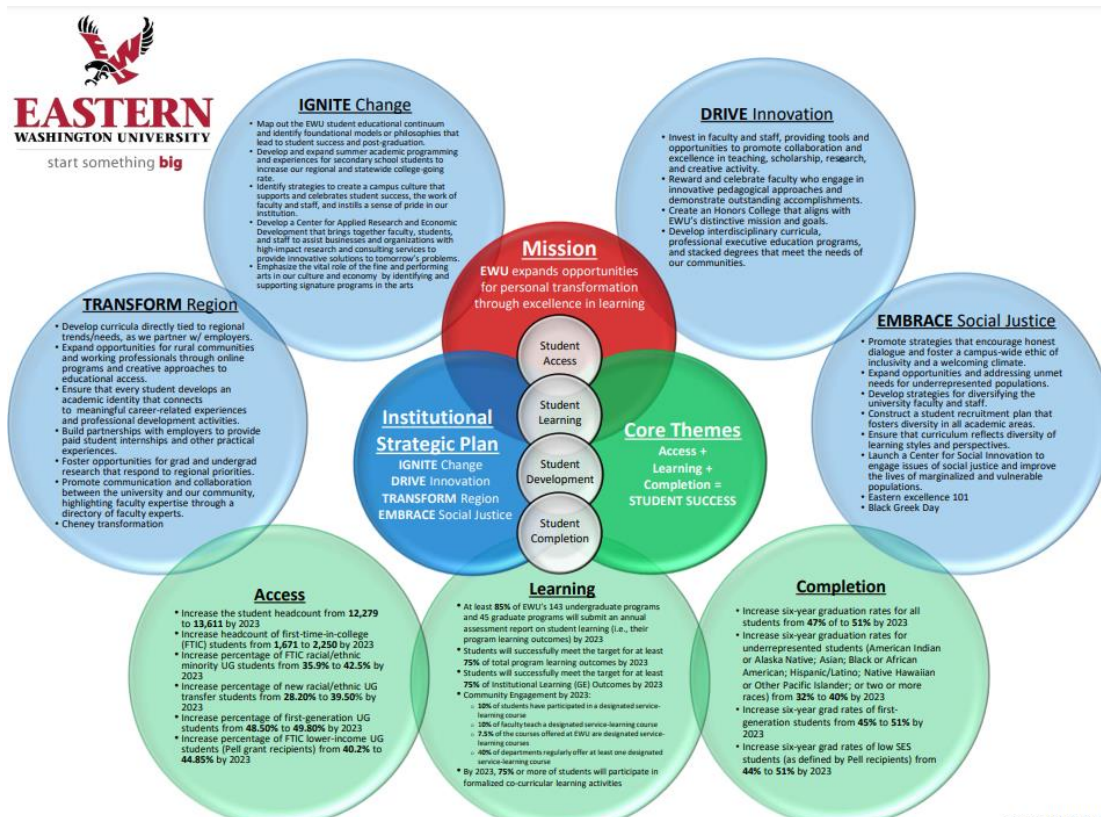 EWU
EASTERN
WASHINGTON UNIVERSITY
start something big
IGNITE Change
• Map out the EWU student educational continuum
and identify foundational models or philosophies that
lead to student success and post-graduation.
• Develop and expand summer academic programming
and experiences for secondary school students to
increase our regional and statewide college-going
rate.
• Identify strategies to create a campus culture that
supports and celebrates student success, the work of
faculty and staff, and instills a sense of pride in our
institution.
• Develop a Center for Applied Research and Economic
Development that brings together faculty, students,
and staff to assist businesses and organizations with
high-impact research and consulting services to
provide innovative solutions to tomorrow's problems.
• Emphasize the vital role of the fine and performing
arts in our culture and economy by identifying and
supporting signature programs in the arts
DRIVE Innovation
• Invest in faculty and staff, providing tools and
opportunities to promote collaboration and
excellence in teaching, scholarship, research,
and creative activity.
• Reward and celebrate faculty who engage in
innovative pedagogical approaches and
demonstrate outstanding accomplishments.
• Create an Honors College that aligns with
EWU's distinctive mission and goals.
• Develop interdisciplinary curricula,
professional executive education programs,
and stacked degrees that meet the needs of
our communities.
Mission
EWU expands opportunities
for personal transformation
through excellence in learning
TRANSFORM Region
• Develop curricula directly tied to regional
trends/needs, as we partner w/ employers.
• Expand opportunities for rural communities
and working professionals through online
programs and creative approaches to
educational access.
• Ensure that every student develops an
academic identity that connects
to meaningful career-related experiences
and professional development activities.
• Build partnerships with employers to provide
paid student internships and other practical
experiences.
• Foster opportunities for grad and undergrad
research that respond to regional priorities.
• Promote communication and collaboration
between the university and our community,
highlighting faculty expertise through a
directory of faculty experts.
• Cheney transformation
EMBRACE Social Justice
• Promote strategies that encourage honest
dialogue and foster a campus-wide ethic of
inclusivity and a welcoming climate.
• Expand opportunities and addressing unmet
needs for underrepresented populations.
• Develop strategies for diversifying the
university faculty and staff.
• Construct a student recruitment plan that
fosters diversity in all academic areas.
• Ensure that curriculum reflects diversity of
learning styles and perspectives.
• Launch a Center for Social Innovation to
engage issues of social justice and improve
the lives of marginalized and vulnerable
populations.
• Eastern excellence 101
• Black Greek Day
Student
Access
Student
Learning
Student
Development
Student
Completion
Institutional
Strategic Plan
IGNITE Change
DRIVE Innovation
TRANSFORM Region
EMBRACE Social Justice
Core Themes
Access +
Learning +
Completion =
STUDENT SUCCESS
Access
• Increase the student headcount from 12,279
to 13,611 by 2023
• Increase headcount of first-time-in-college
(FTIC) students from 1,671 to 2,250 by 2023
• Increase percentage of FTIC racial/ethnic
minority UG students from 35.9% to 42.5% by
2023
• Increase percentage of new racial/ethnic UG
transfer students from 28.20% to 39.50% by
2023
• Increase percentage of first-generation UG
students from 48.50% to 49.80% by 2023
• Increase percentage of FTIC lower-income UG
students (Pell grant recipients) from 40.2% to
44.85% by 2023
Learning
• At least 85% of EWU's 143 undergraduate programs
and 45 graduate programs will submit an annual
assessment report on student learning (i.e., their
program learning outcomes) by 2023
• Students will successfully meet the target for at least
75% of total program learning outcomes by 2023
• Students will successfully meet the target for at least
75% of Institutional Learning (GE) Outcomes by 2023
• Community Engagement by 2023:
○ 10% of students have participated in a designated service-
learning course
○ 10% of faculty teach a designated service-learning course
○ 7.5% of the courses offered at EWU are designated service-
learning courses
○ 40% of departments regularly offer at least one designated
service-learning course
• By 2023, 75% or more of students will participate in
formalized co-curricular learning activities
Completion
• Increase six-year graduation rates for all
students from 47% of to 51% by 2023
• Increase six-year graduation rates for
underrepresented students (American Indian
or Alaska Native; Asian; Black or African
American; Hispanic/Latino; Native Hawaiian
or Other Pacific Islander; or two or more
races) from 32% to 40% by 2023
• Increase six-year grad rates of first-
generation students from 45% to 51% by
2023
• Increase six-year grad rates of low SES
students (as defined by Pell recipients) from
44% to 51% by 2023